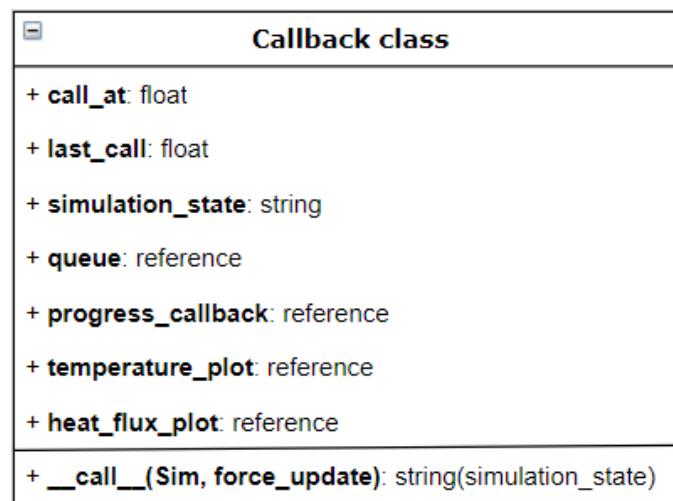 Callback class
+ call_at: float
+ last_call: float
+ simulation_state: string
+ queue: reference
+ progress_callback: reference
+ temperature_plot: reference
+ heat_flux_plot: reference
+ __call__(Sim, force_update): string(simulation_state)